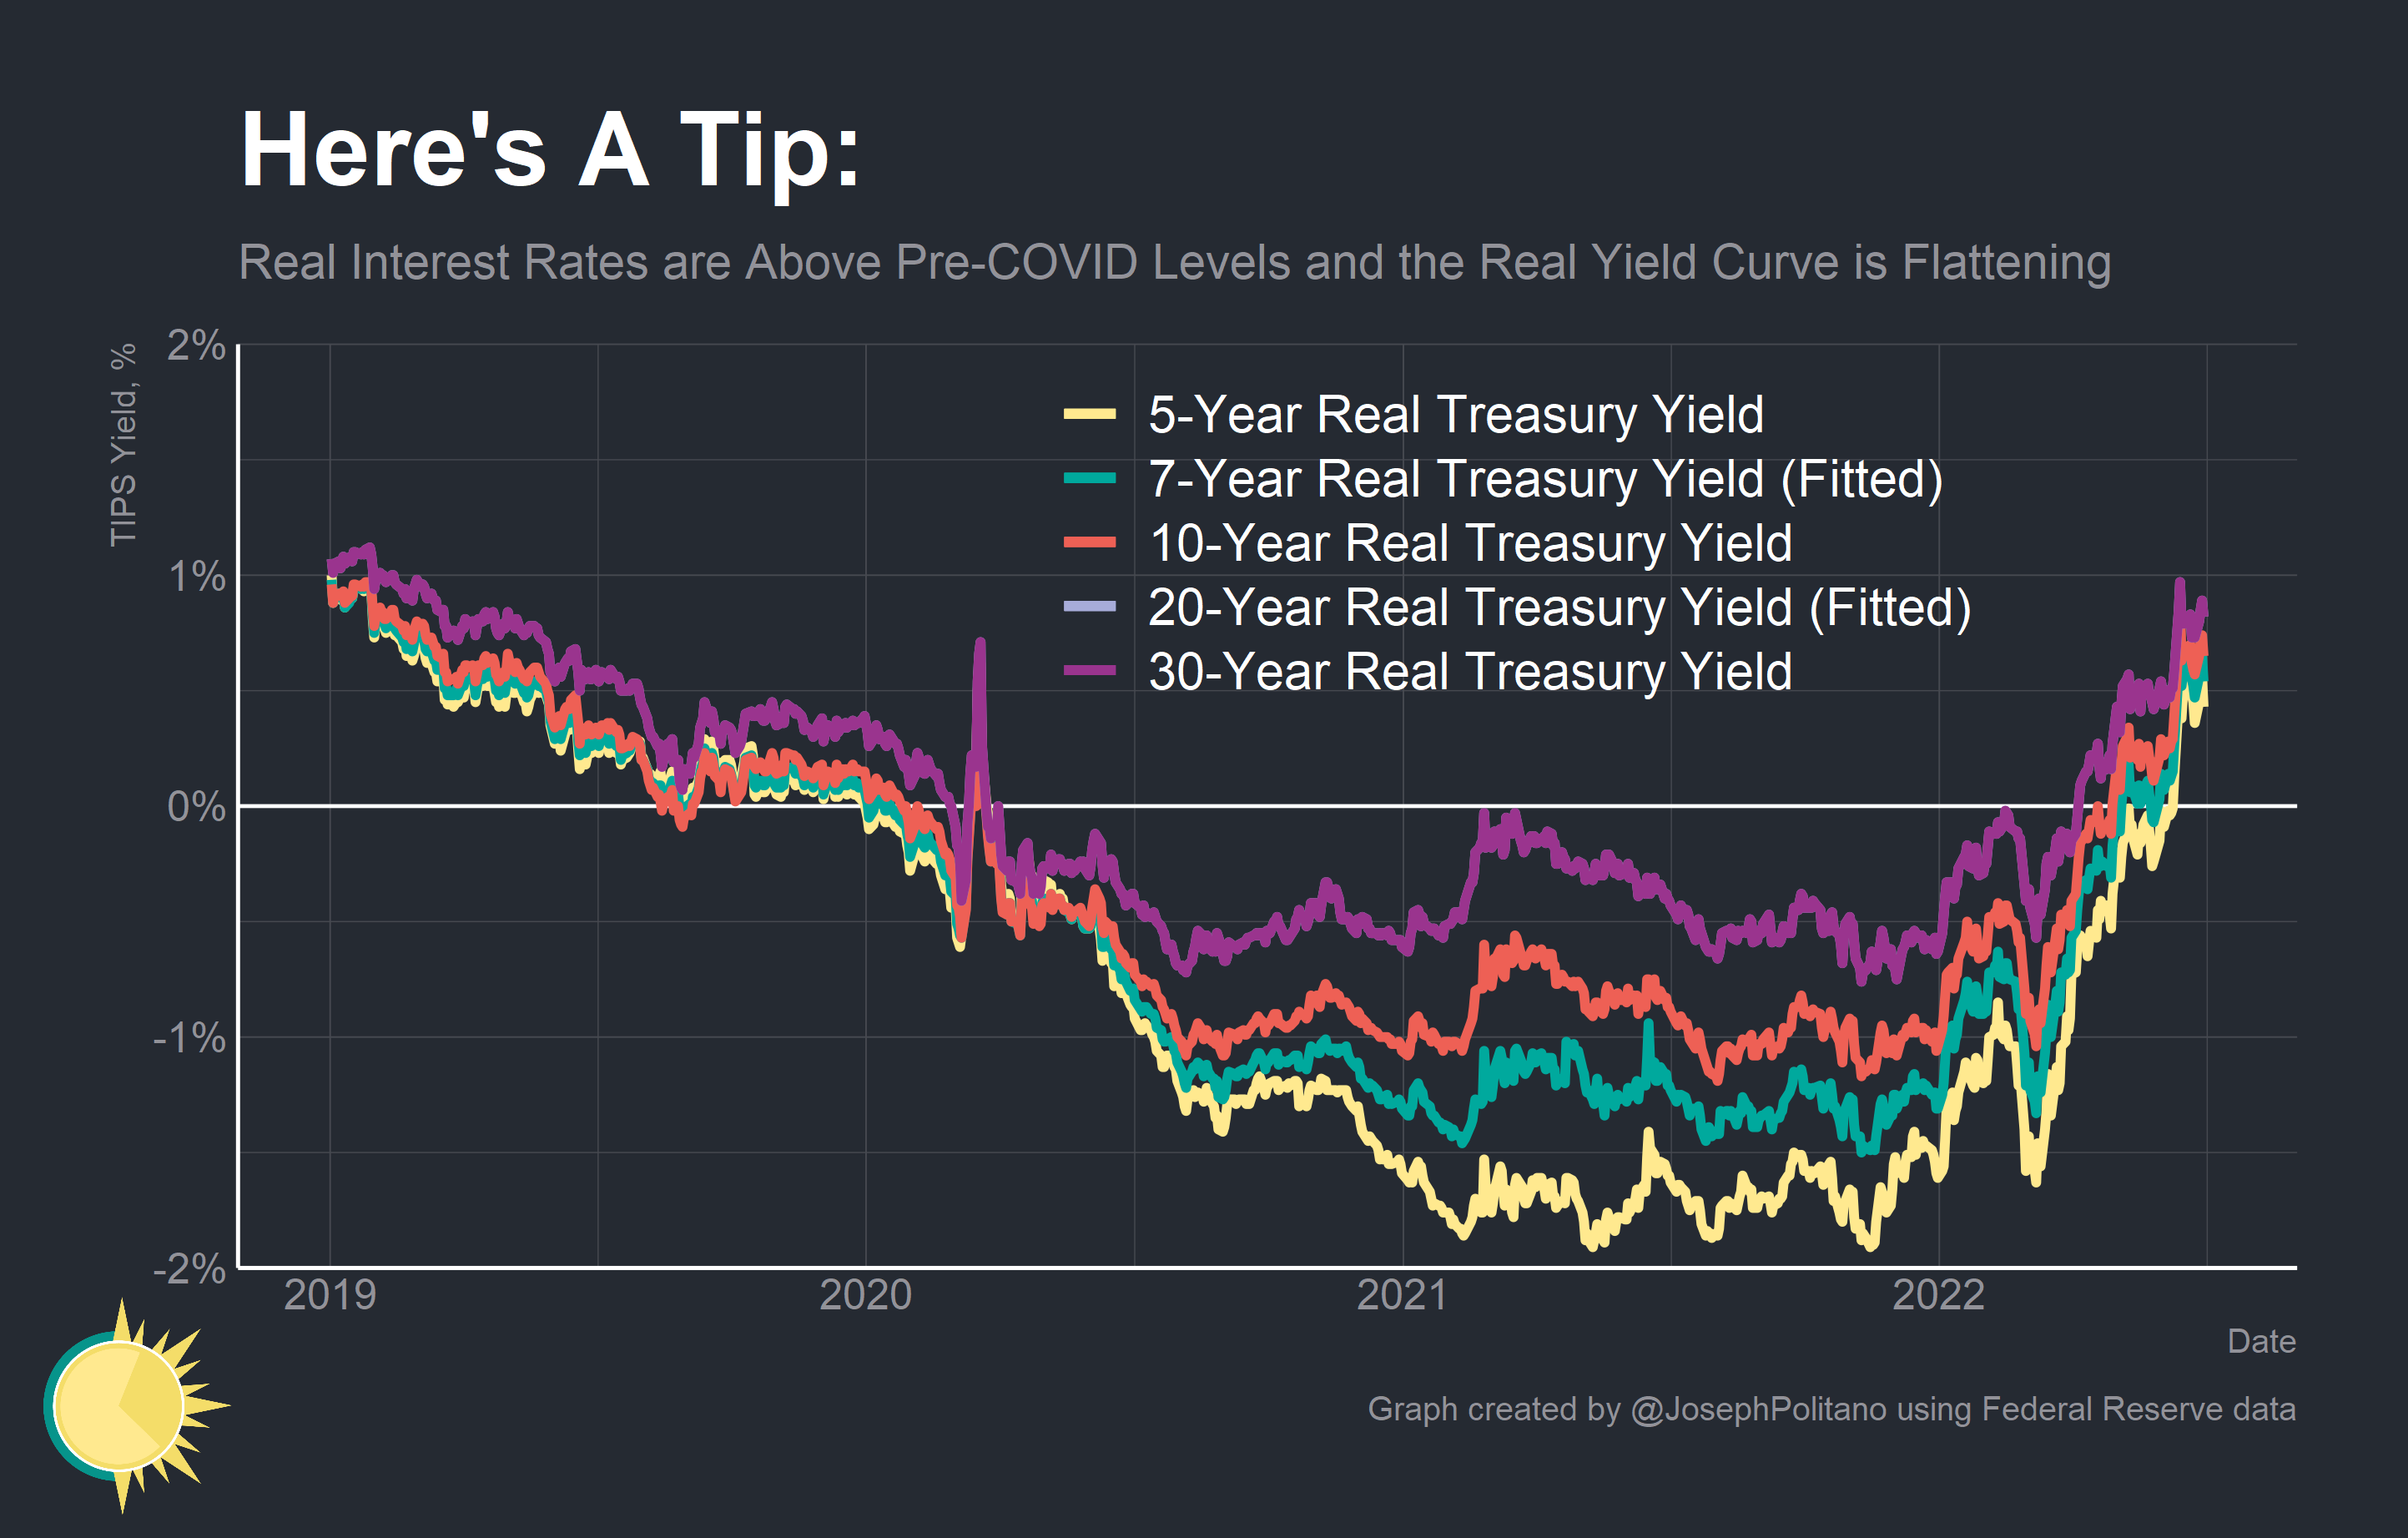 Here's A Tip:
Real Interest Rates are Above Pre-COVID Levels and the Real Yield Curve is Flattening
TIPS Yield, %
2%
1%
0%
-1%
-2%
5-Year Real Treasury Yield
7-Year Real Treasury Yield (Fitted)
10-Year Real Treasury Yield
20-Year Real Treasury Yield (Fitted)
30-Year Real Treasury Yield
2019 2020 2021 2022
Date
Graph created by @JosephPolitano using Federal Reserve data